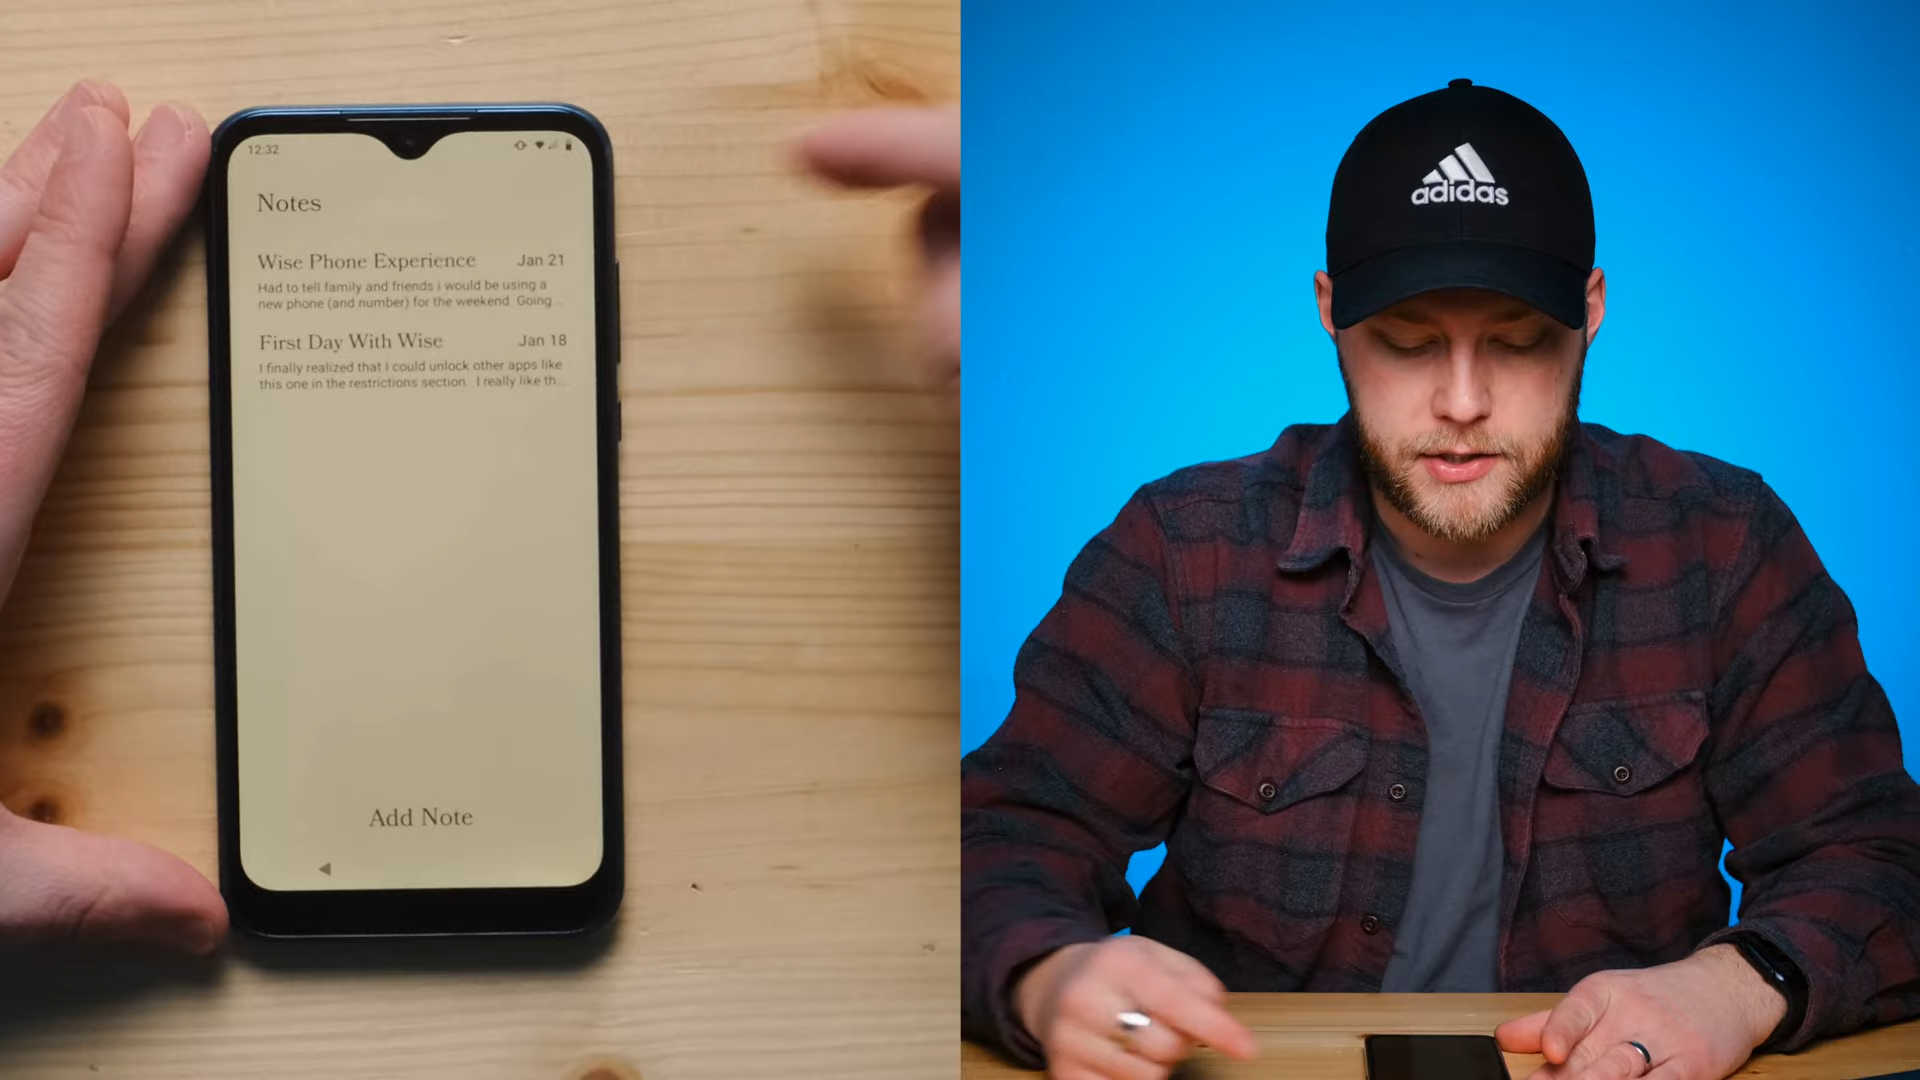 12:32
Notes
Wise Phone Experience Jan 21
Had to tell family and friends i would be using a
new phone (and number) for the weekend Going...
First Day With Wise Jan 18
I finally realized that I could unlock other apps like
this one in the restrictions section. I really like th...
Add Note
adidas